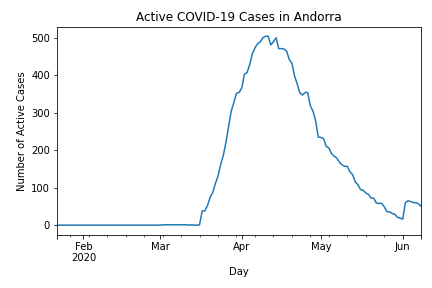 Active COVID-19 Cases in Andorra
Number of Active Cases
500
400
300
200
100
0
Feb
2020
Mar
Apr
May
Jun
Day